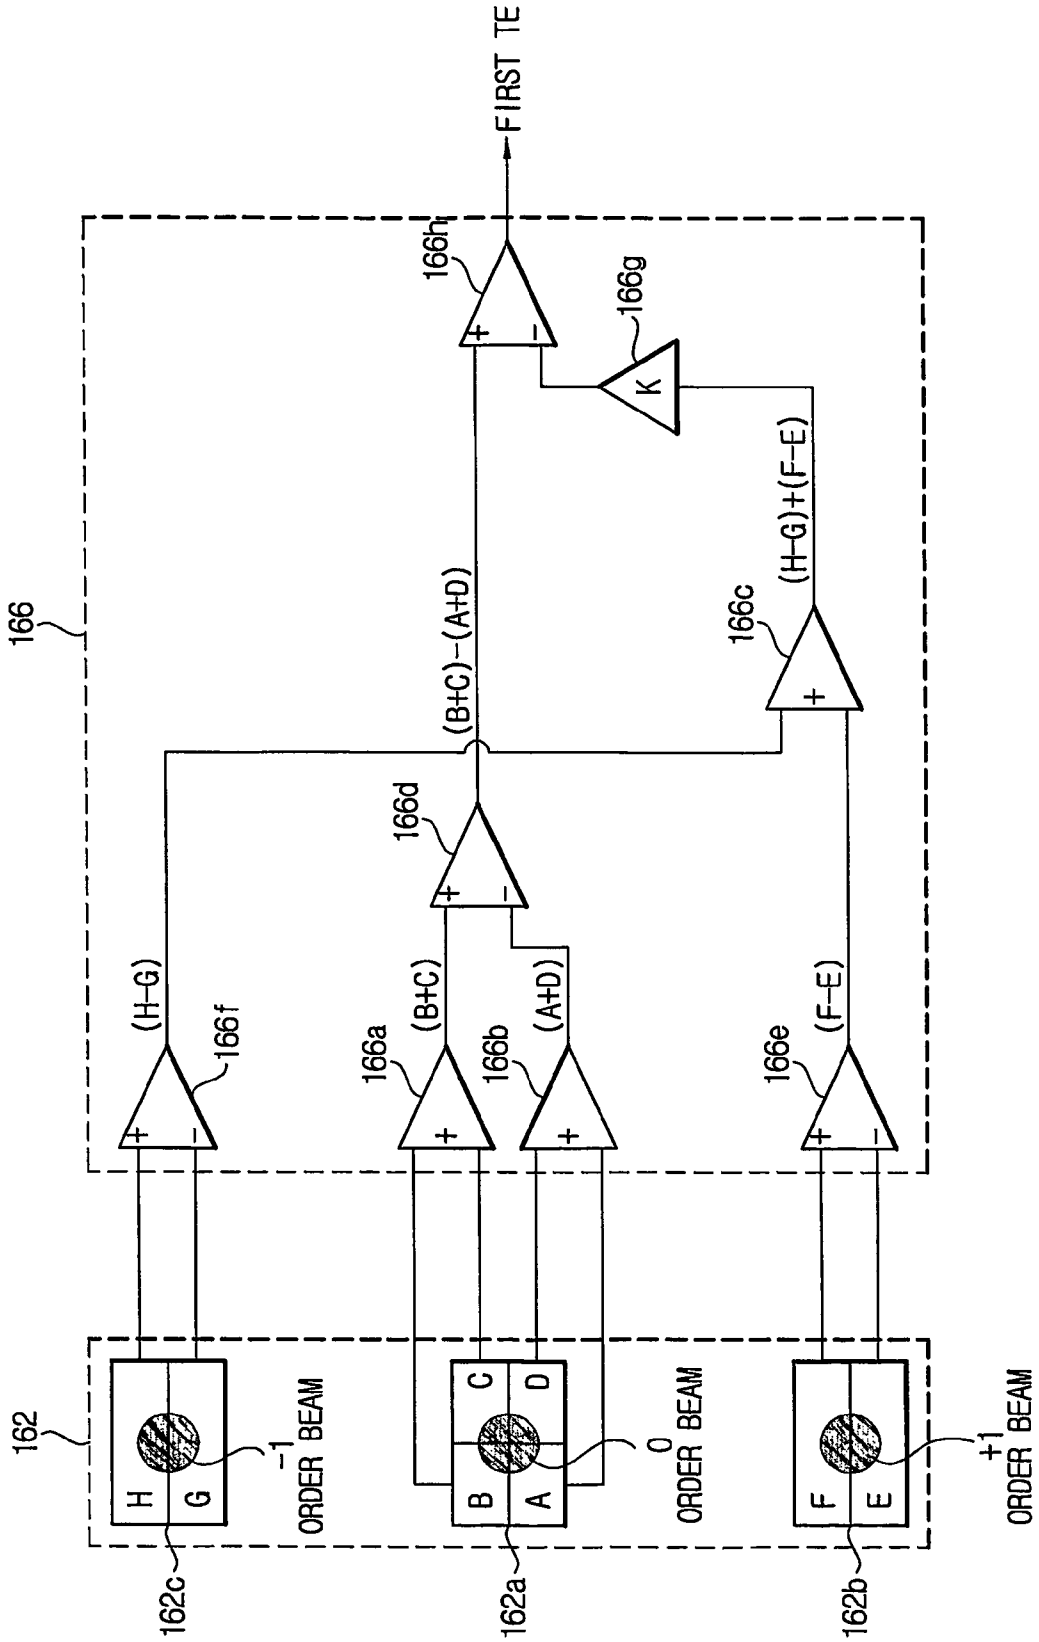 166
162
162c
H
G
-1
ORDER BEAM
+
-
(H-G)
166f
162a
B
C
A
D
0
ORDER BEAM
166a
+
(B+C)
166b
+
(A+D)
166d
+
-
(B+C)-(A+D)
166h
+
-
FIRST TE
K
166g
162b
F
E
+1
ORDER BEAM
166e
+
-
(F-E)
166c
+
(H-G)+(F-E)